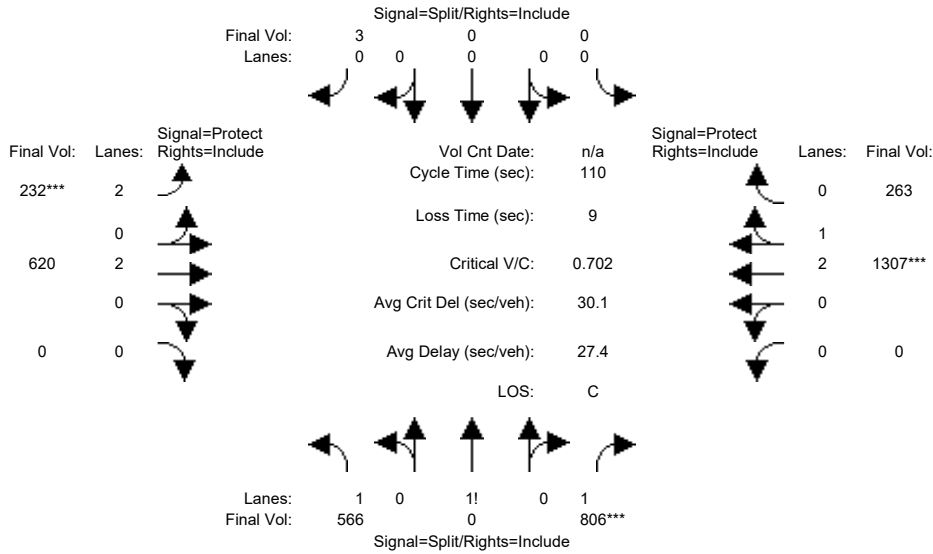 Signal=Split/Rights=Include
Final Vol: 3 0 0
Lanes: 0 0 0 0 0
Signal=Protect Signal=Protect
Final Vol: Lanes: Rights=Include Vol Cnt Date: n/a Rights=Include Lanes: Final Vol:
Cycle Time (sec): 110
232*** 2 0 263
Loss Time (sec): 9
0 1
620 2 Critical V/C: 0.702 2 1307***
0 Avg Crit Del (sec/veh): 30.1 0
0 0 Avg Delay (sec/veh): 27.4 0 0
LOS: C
Lanes: 1 0 1! 0 1
Final Vol: 566 0 806***
Signal=Split/Rights=Include